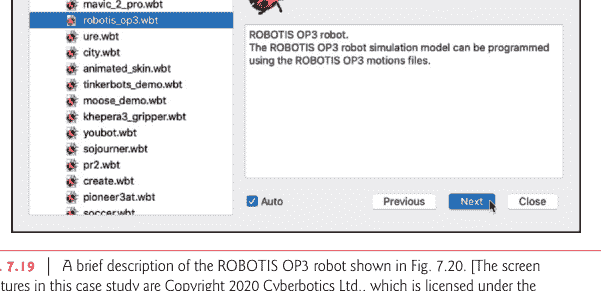 mavic_2_pro.wbt
robotis_op3.wbt
ure.wbt
city.wbt
animated_skin.wbt
tinkerbots_demo.wbt
moose_demo.wbt
khepera3_gripper.wbt
youbot.wbt
sojourner.wbt
pr2.wbt
create.wbt
pioneer3at.wbt
soccer.wbt
ROBOTIS OP3 robot.
The ROBOTIS OP3 robot simulation model can be programmed
using the ROBOTIS OP3 motions files.
Auto
Previous
Next
Close
7.19 | A brief description of the ROBOTIS OP3 robot shown in Fig. 7.20. [The screen
tures in this case study are Copyright 2020 Cyberbotics Ltd., which is licensed under the